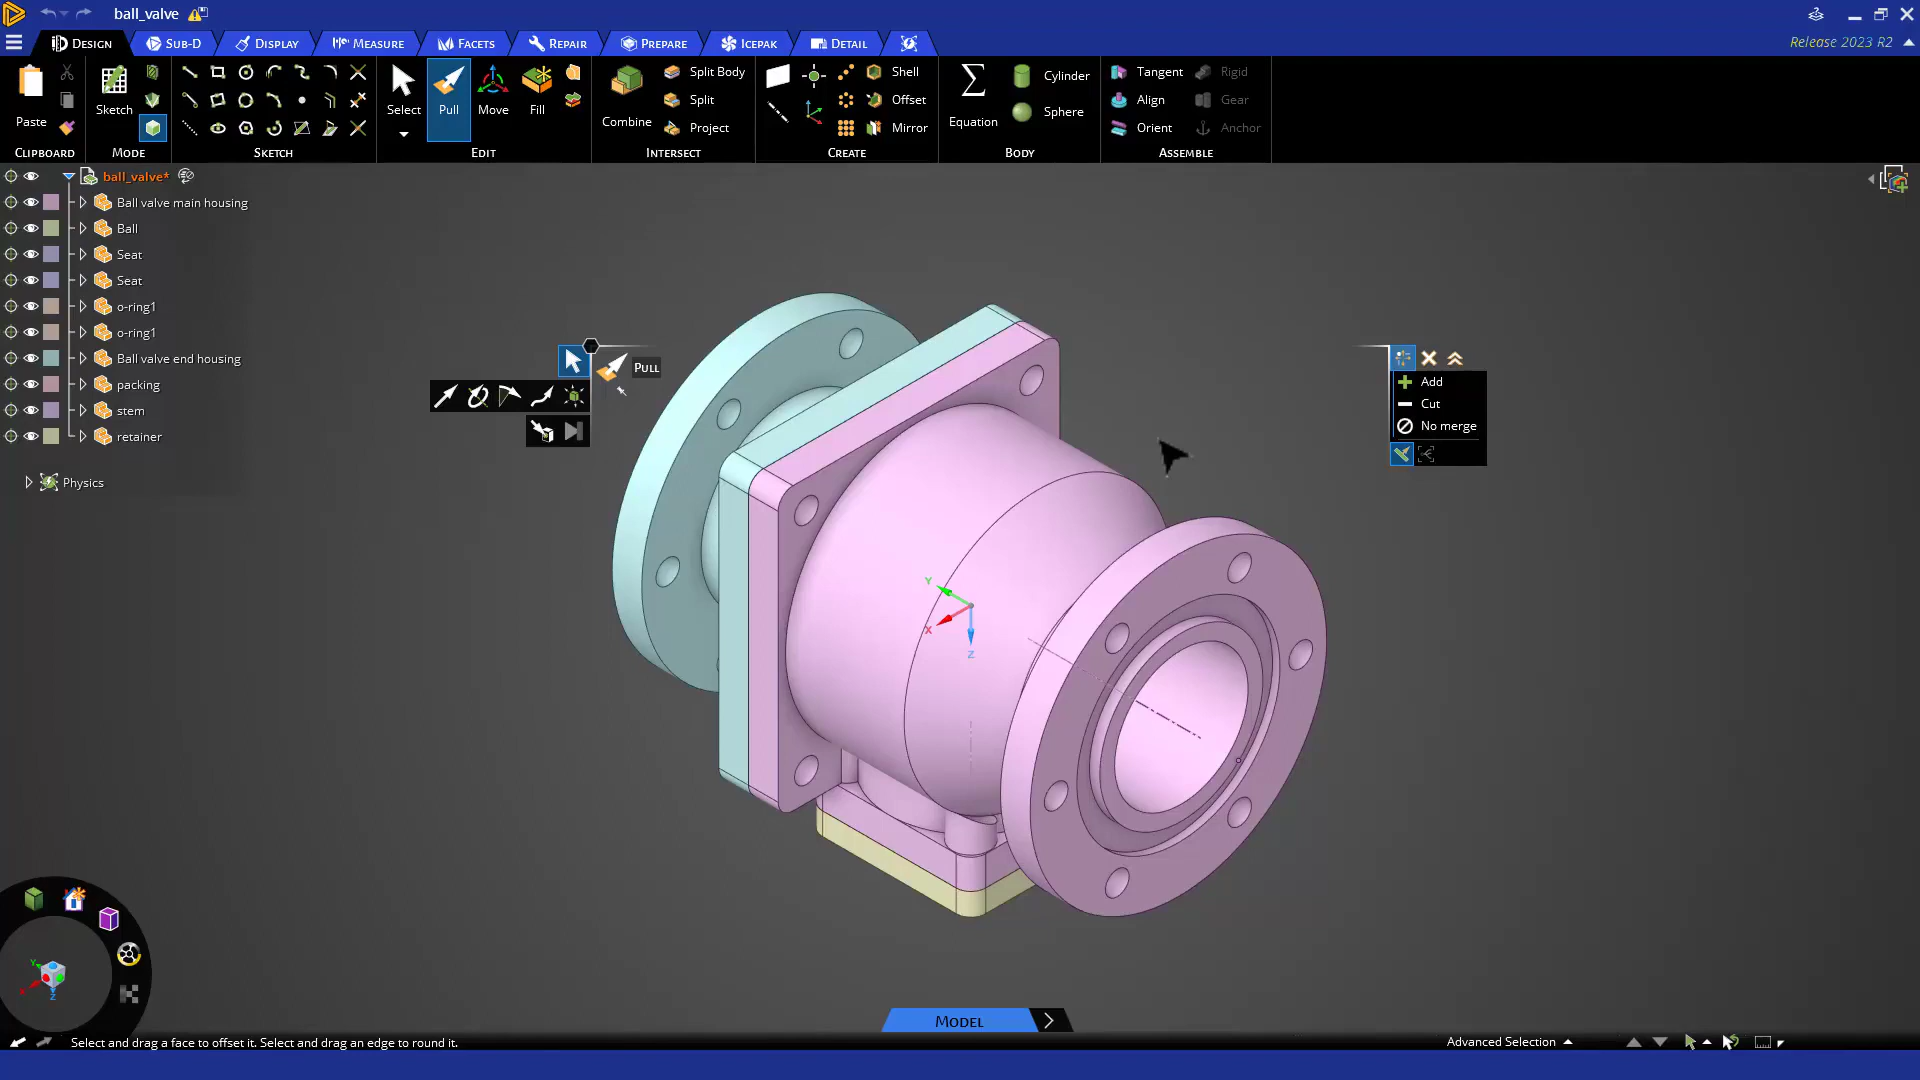 ball_valve
DESIGN
SUB-D
DISPLAY
MEASURE
FACETS
REPAIR
PREPARE
ICEPAK
DETAIL
Release 2023 R2
Paste
Sketch
Select
Pull
Move
Fill
Combine
Split Body
Split
Project
Shell
Offset
Mirror
Equation
Cylinder
Sphere
Tangent
Align
Orient
Rigid
Gear
Anchor
CLIPBOARD
MODE
SKETCH
EDIT
INTERSECT
CREATE
BODY
ASSEMBLE
ball_valve*
Ball valve main housing
Ball
Seat
Seat
o-ring1
o-ring1
Ball valve end housing
packing
stem
retainer
Physics
PULL
Add
Cut
No merge
Y
X
Z
Y
X
Z
MODEL
Select and drag a face to offset it. Select and drag an edge to round it.
Advanced Selection